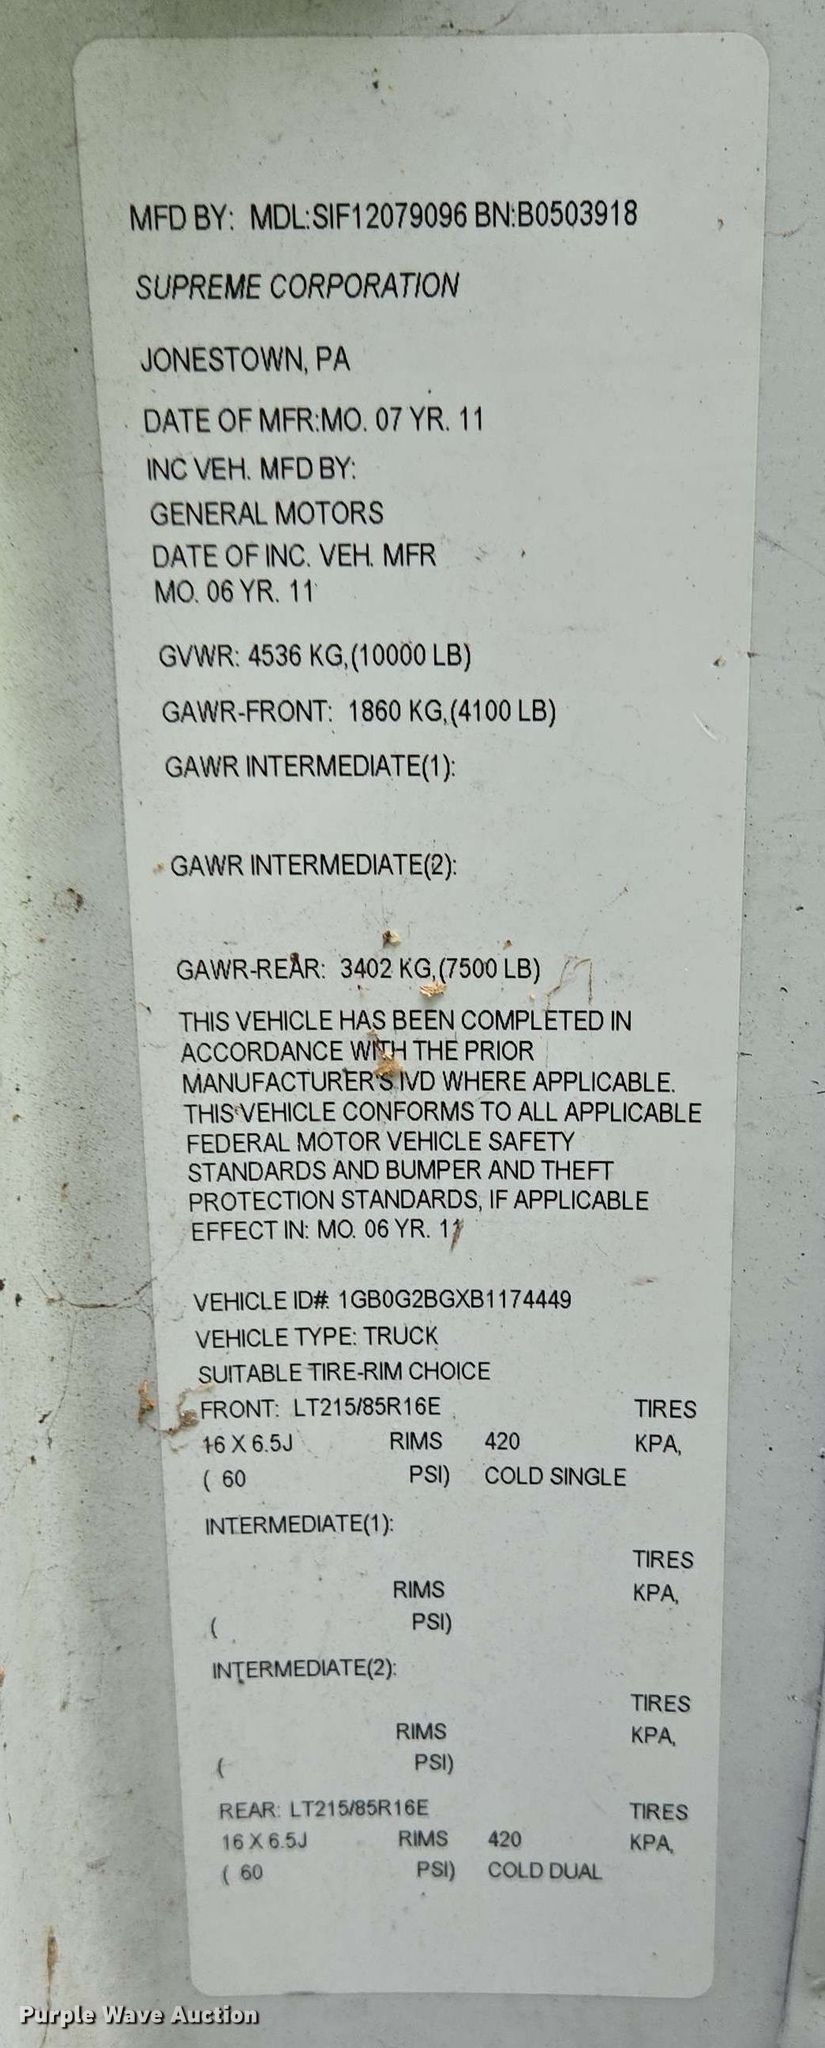 MFD BY: MDL:SIF12079096 BN:B0503918
SUPREME CORPORATION
JONESTOWN, PA
DATE OF MFR:MO. 07 YR. 11
INC VEH. MFD BY:
GENERAL MOTORS
DATE OF INC. VEH. MFR
MO. 06 YR. 11
GVWR: 4536 KG,(10000 LB)
GAWR-FRONT: 1860 KG,(4100 LB)
GAWR INTERMEDIATE(1):
GAWR INTERMEDIATE(2):
GAWR-REAR: 3402 KG,(7500 LB)
THIS VEHICLE HAS BEEN COMPLETED IN
ACCORDANCE WITH THE PRIOR
MANUFACTURER'S IVD WHERE APPLICABLE.
THIS VEHICLE CONFORMS TO ALL APPLICABLE
FEDERAL MOTOR VEHICLE SAFETY
STANDARDS AND BUMPER AND THEFT
PROTECTION STANDARDS, IF APPLICABLE
EFFECT IN: MO. 06 YR. 11
VEHICLE ID#: 1GB0G2BGXB1174449
VEHICLE TYPE: TRUCK
SUITABLE TIRE-RIM CHOICE
FRONT: LT215/85R16E TIRES
16 X 6.5J RIMS 420 KPA,
( 60 PSI) COLD SINGLE
INTERMEDIATE(1):
TIRES
RIMS KPA,
( PSI)
INTERMEDIATE(2):
TIRES
RIMS KPA,
( PSI)
REAR: LT215/85R16E TIRES
16 X 6.5J RIMS 420 KPA,
( 60 PSI) COLD DUAL
Purple Wave Auction